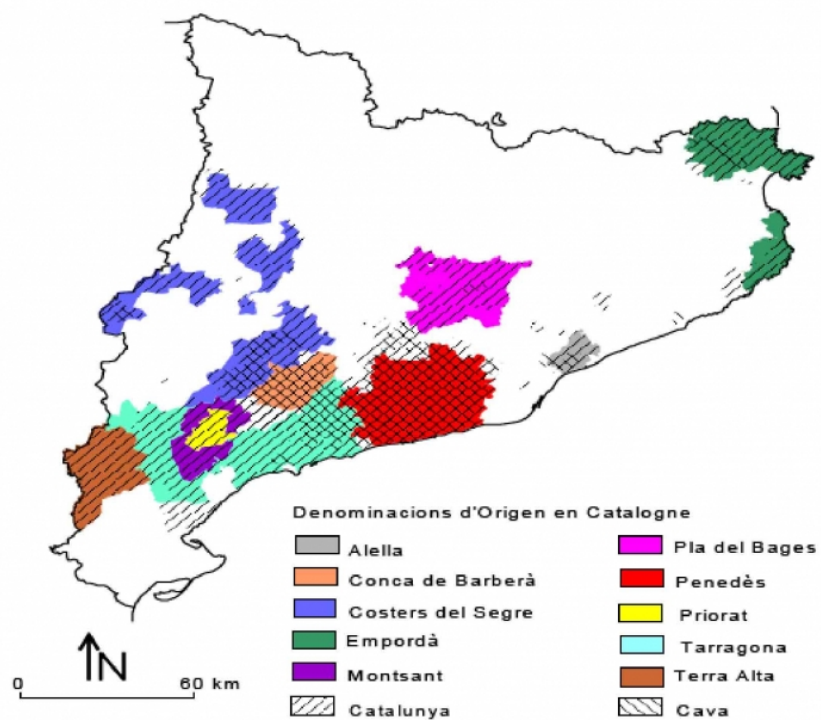 Denominacions d'Origen en Catalogne
Alella
Pla del Bages
Conca de Barberà
Penedès
Costers del Segre
Priorat
Empordà
Tarragona
Montsant
Terra Alta
Catalunya
Cava
N
0 60 km